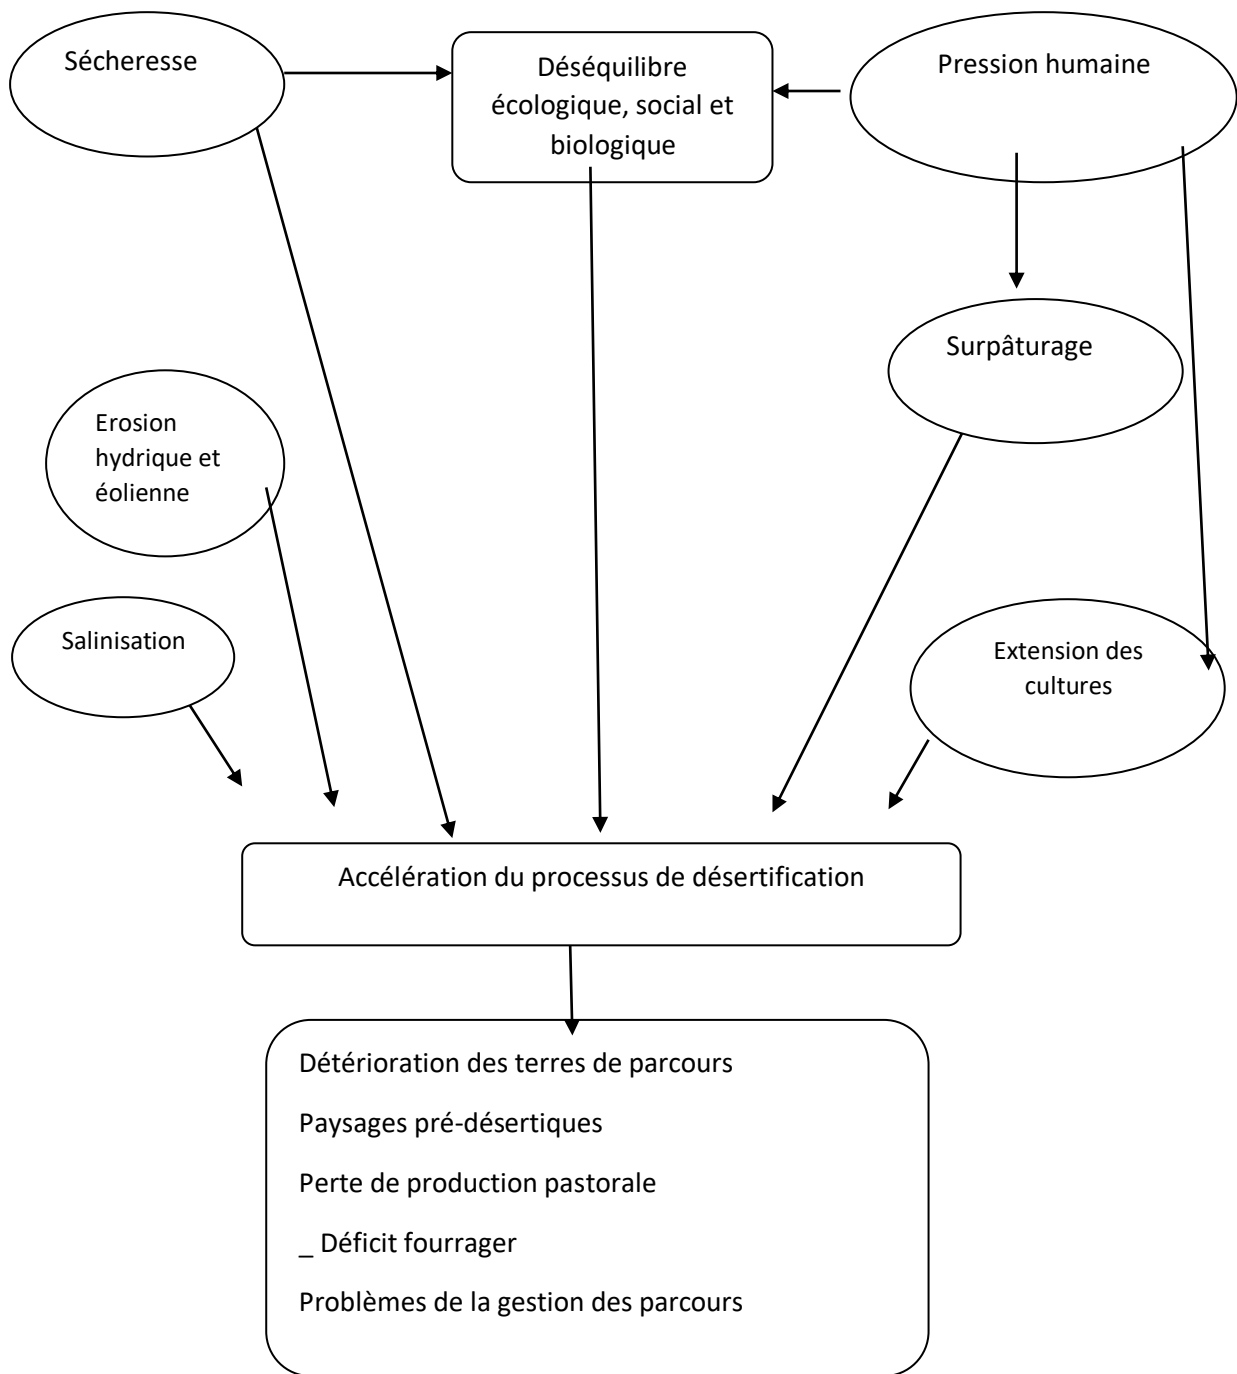 Sécheresse
Déséquilibre
écologique, social et
biologique
Pression humaine
Surpâturage
Erosion
hydrique et
éolienne
Salinisation
Extension des
cultures
Accélération du processus de désertification
Détérioration des terres de parcours
Paysages pré-désertiques
Perte de production pastorale
_ Déficit fourrager
Problèmes de la gestion des parcours